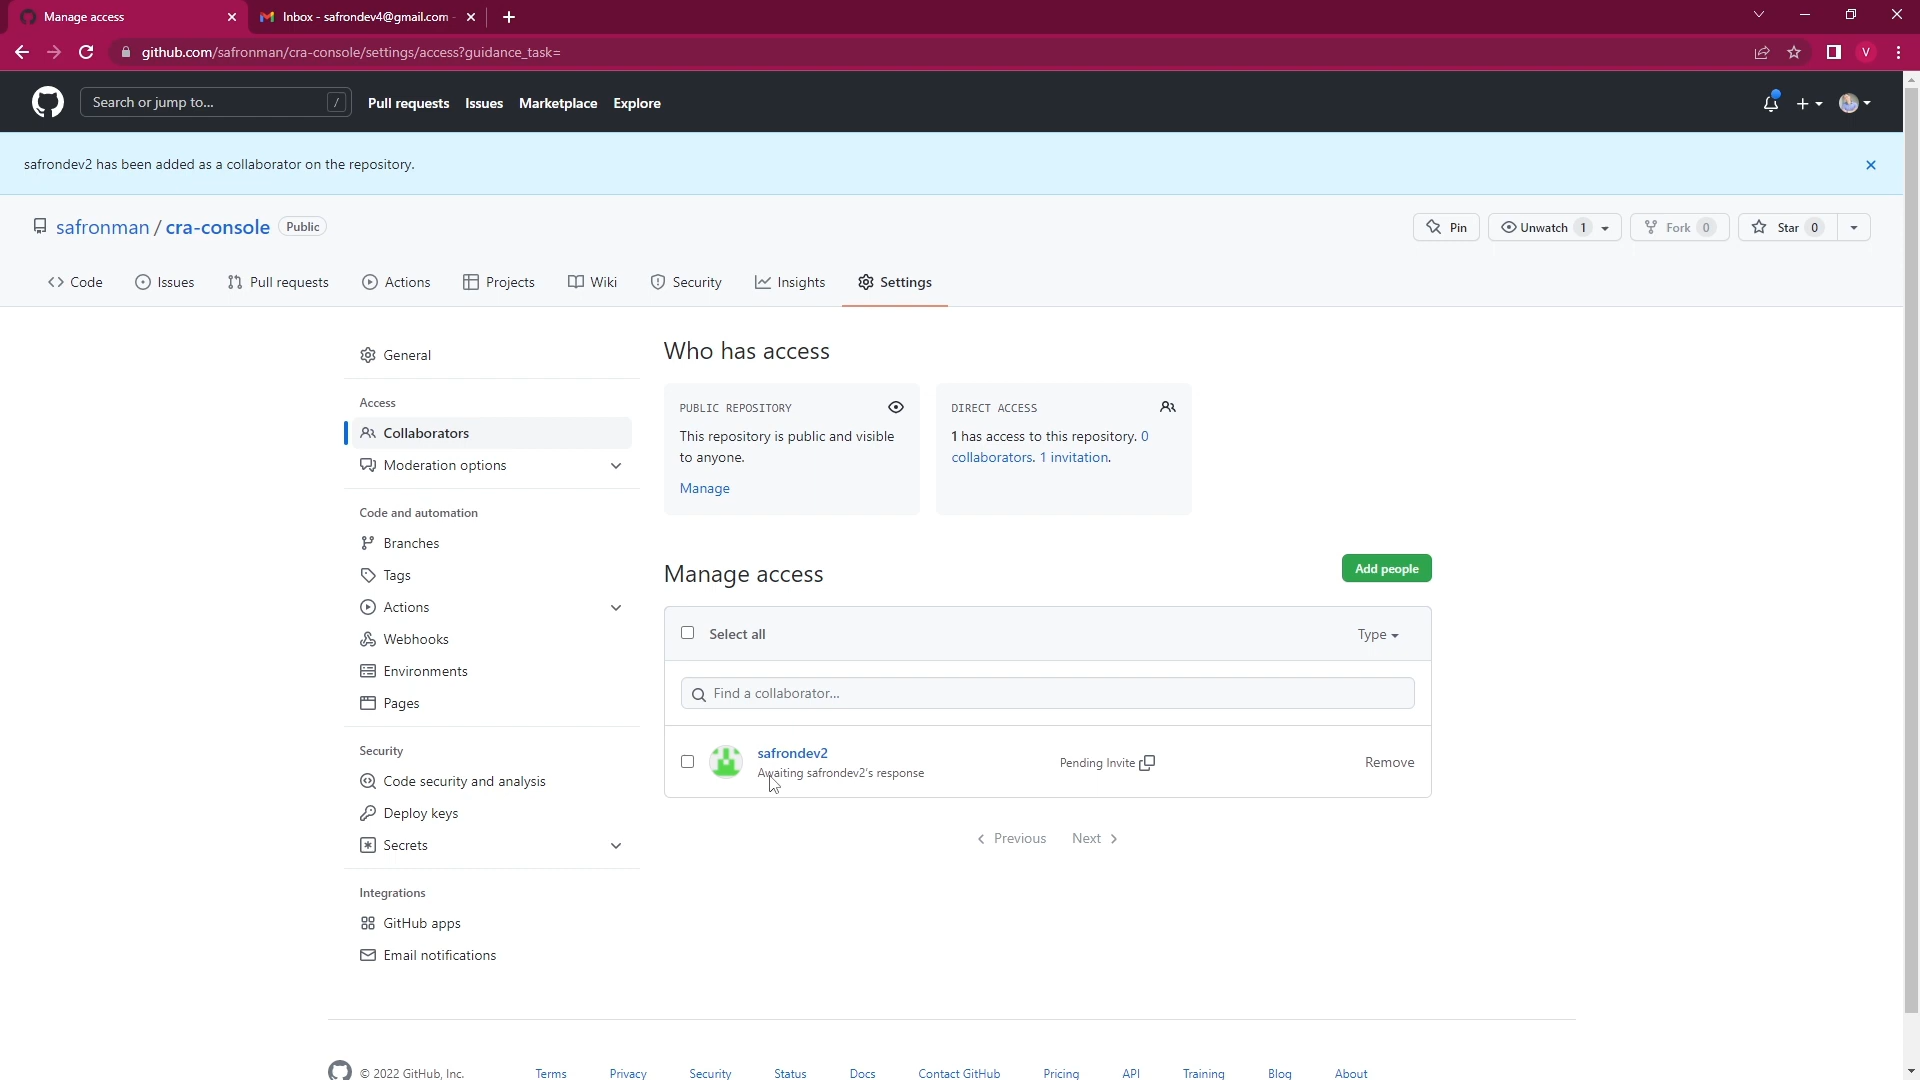 Manage access
Inbox - safrondev4@gmail.com -
github.com/safronman/cra-console/settings/access?guidance_task=
V
Search or jump to... /
Pull requests Issues Marketplace Explore
safrondev2 has been added as a collaborator on the repository.
safronman / cra-console Public
Pin Unwatch 1 Fork 0 Star 0
Code Issues Pull requests Actions Projects Wiki Security Insights Settings
General
Access
Collaborators
Moderation options
Code and automation
Branches
Tags
Actions
Webhooks
Environments
Pages
Security
Code security and analysis
Deploy keys
Secrets
Integrations
GitHub apps
Email notifications
Who has access
PUBLIC REPOSITORY
This repository is public and visible
to anyone.
Manage
DIRECT ACCESS
1 has access to this repository. 0
collaborators. 1 invitation.
Manage access
Add people
Select all
Type
Find a collaborator...
safrondev2
Awaiting safrondev2's response
Pending Invite
Remove
Previous Next
© 2022 GitHub, Inc. Terms Privacy Security Status Docs Contact GitHub Pricing API Training Blog About